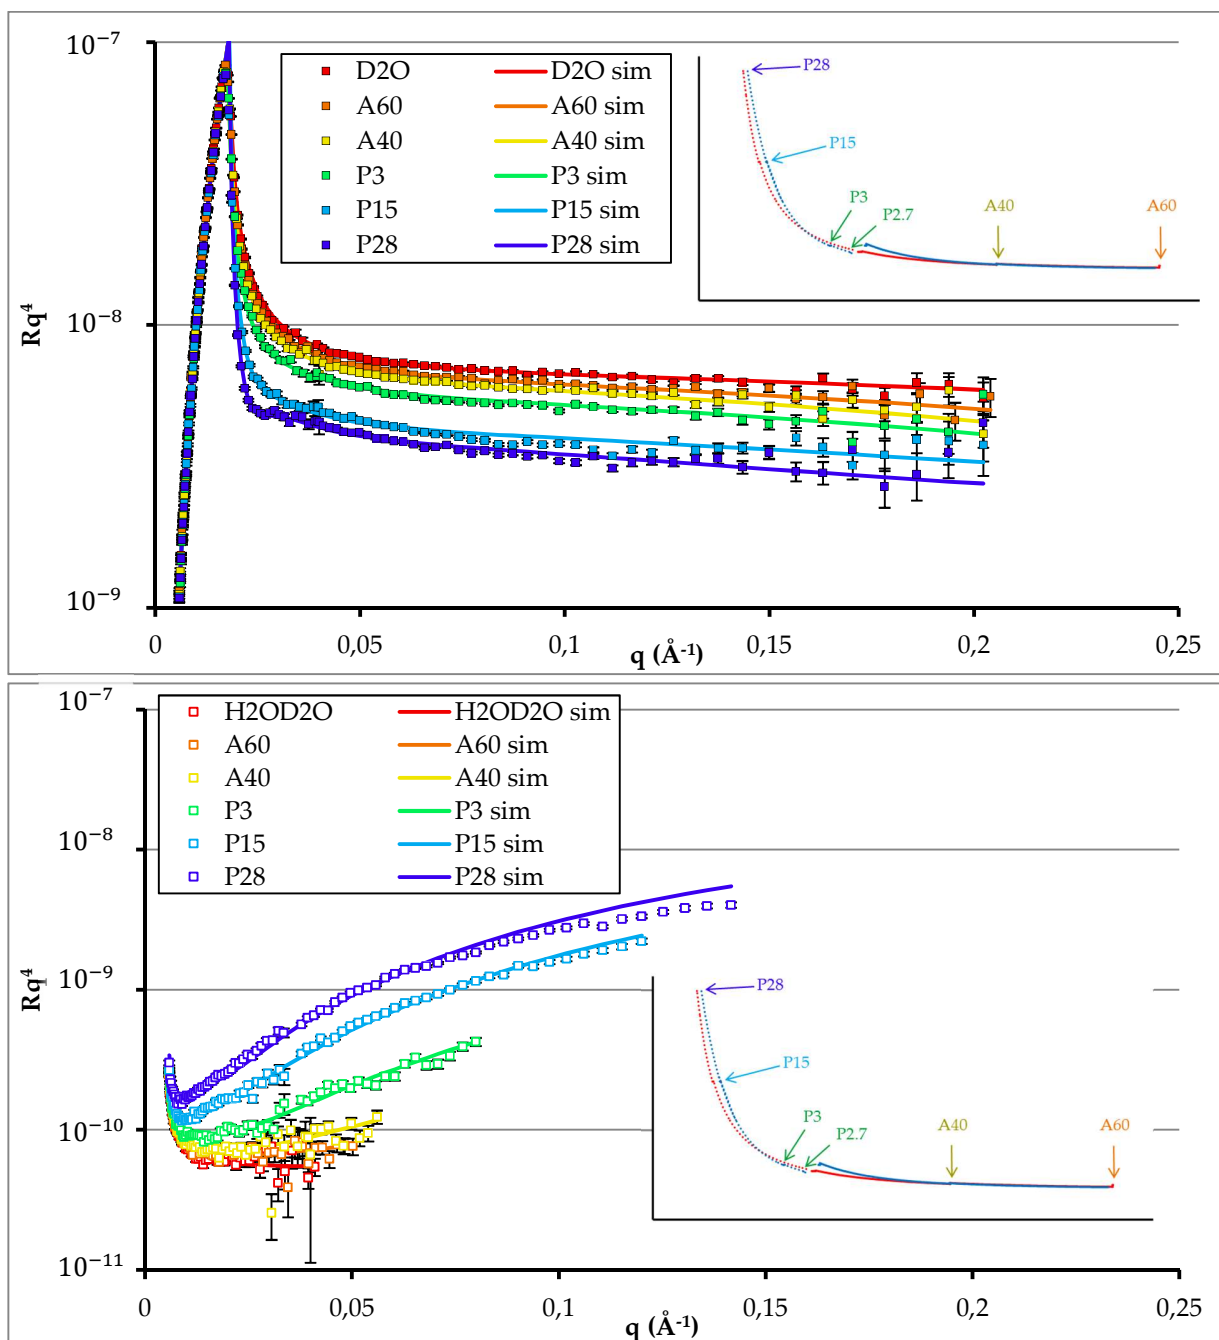 10⁻⁷
D2O D2O sim
A60 A60 sim
A40 A40 sim
P3 P3 sim
P15 P15 sim
P28 P28 sim
P28
P15
P3
P2.7
A40
A60
10⁻⁸
Rq⁴
10⁻⁹
0 0,05 0,1 0,15 0,2 0,25
q (Å⁻¹)
10⁻⁷
H2OD2O H2OD2O sim
A60 A60 sim
A40 A40 sim
P3 P3 sim
P15 P15 sim
P28 P28 sim
10⁻⁸
10⁻⁹
Rq⁴
P28
P15
P3
P2.7
A40
A60
10⁻¹⁰
10⁻¹¹
0 0,05 0,1 0,15 0,2 0,25
q (Å⁻¹)